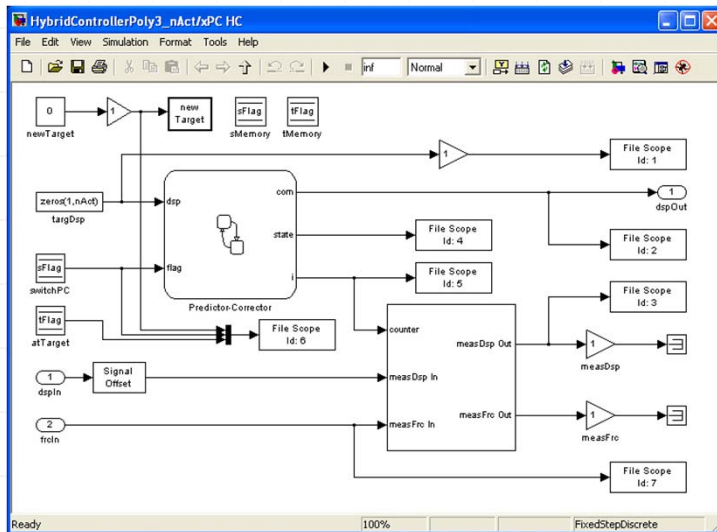 HybridControllerPoly3_nAct/xPC HC
File Edit View Simulation Format Tools Help
inf Normal
0
newTarget
1
new
Target
sFlag
sMemory
tFlag
tMemory
1
File Scope
Id: 1
zeros(1,nAct)
targDsp
dsp
flag
com
state
i
Predictor-Corrector
1
dspOut
File Scope
Id: 2
File Scope
Id: 4
File Scope
Id: 5
File Scope
Id: 3
sFlag
switchPC
tFlag
atTarget
File Scope
Id: 6
counter
measDsp In
measFrc In
measDsp Out
measFrc Out
1
measDsp
1
measFrc
1
dspIn
Signal
Offset
2
frcIn
File Scope
Id: 7
Ready 100% FixedStepDiscrete